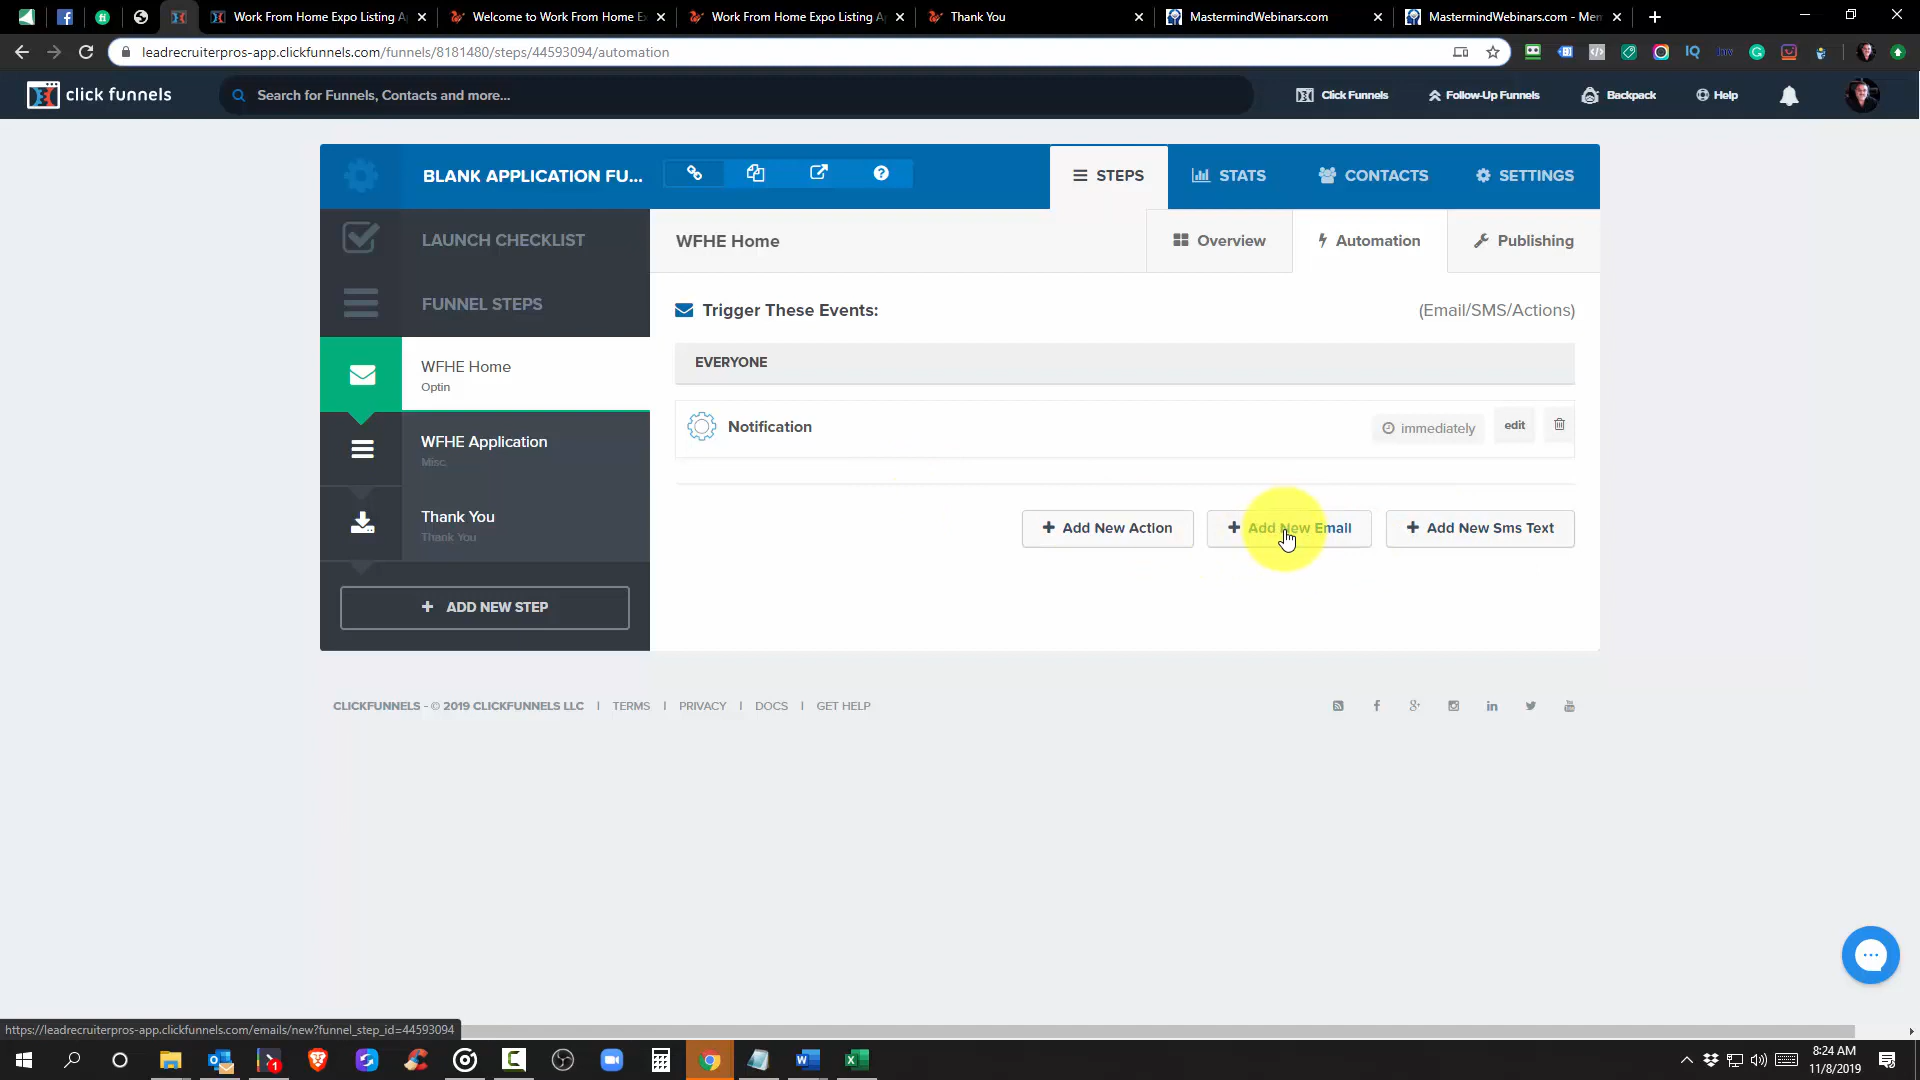 Work From Home Expo Listing A
Welcome to Work From Home E
Work From Home Expo Listing A
Thank You
MastermindWebinars.com
MastermindWebinars.com - Mem
leadrecruiterpros-app.clickfunnels.com/funnels/8181480/steps/44593094/automation
click funnels
Search for Funnels, Contacts and more...
Click Funnels
Follow-Up Funnels
Backpack
Help
BLANK APPLICATION FU...
STEPS
STATS
CONTACTS
SETTINGS
LAUNCH CHECKLIST
WFHE Home
Overview
Automation
Publishing
FUNNEL STEPS
Trigger These Events:
(Email/SMS/Actions)
EVERYONE
WFHE Home
Optin
Notification
immediately
edit
WFHE Application
Misc.
Thank You
Thank You
+ Add New Action
+ Add New Email
+ Add New Sms Text
+ ADD NEW STEP
CLICKFUNNELS - © 2019 CLICKFUNNELS LLC | TERMS | PRIVACY | DOCS | GET HELP
https://leadrecruiterpros-app.clickfunnels.com/emails/new?funnel_step_id=44593094
8:24 AM
11/8/2019